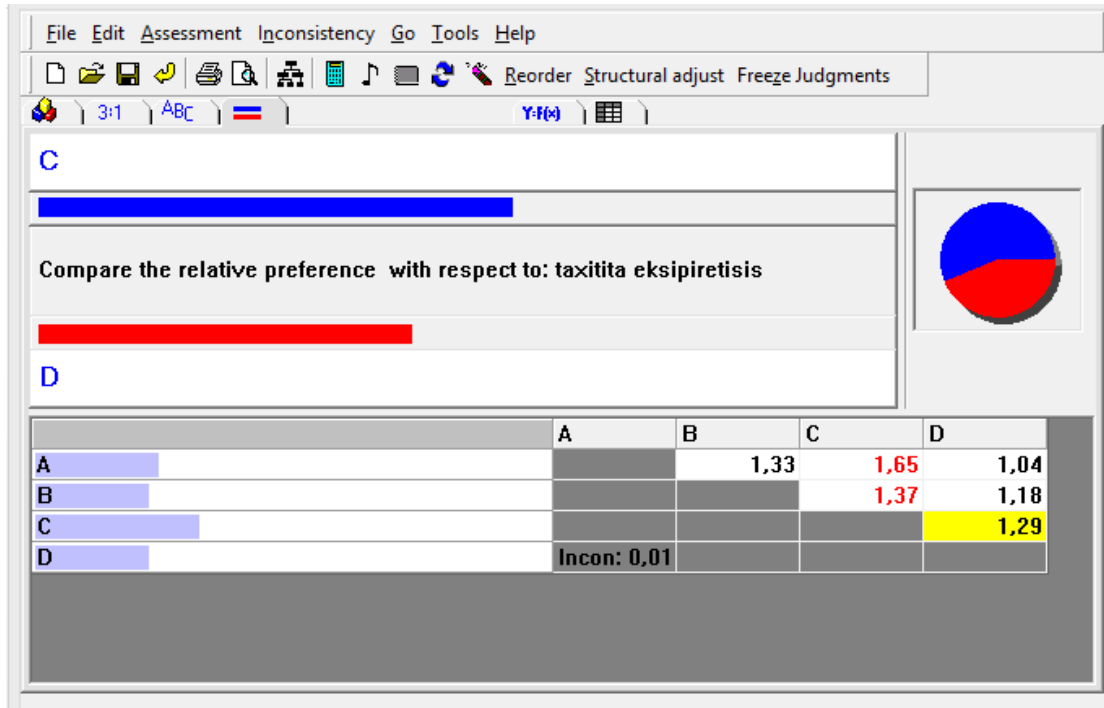 File Edit Assessment Inconsistency Go Tools Help
Reorder Structural adjust Freeze Judgments
3:1 ABC Y=F(x)
C
Compare the relative preference with respect to: taxitita eksipiretisis
D
A B C D
A 1,33 1,65 1,04
B 1,37 1,18
C 1,29
D Incon: 0,01